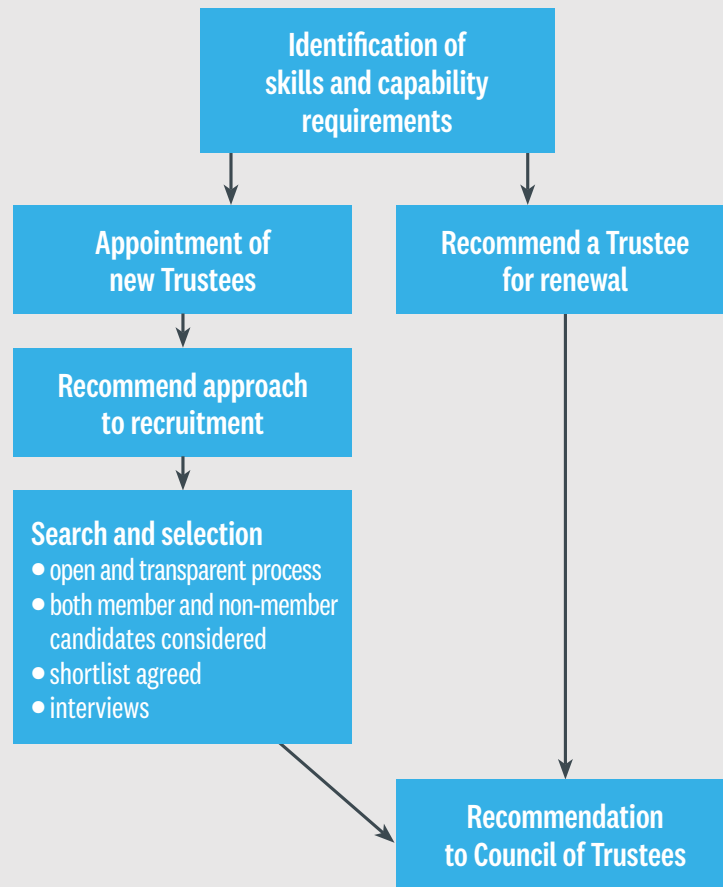 Identification of
skills and capability
requirements
Appointment of
new Trustees
Recommend a Trustee
for renewal
Recommend approach
to recruitment
Search and selection
● open and transparent process
● both member and non-member
candidates considered
● shortlist agreed
● interviews
Recommendation
to Council of Trustees